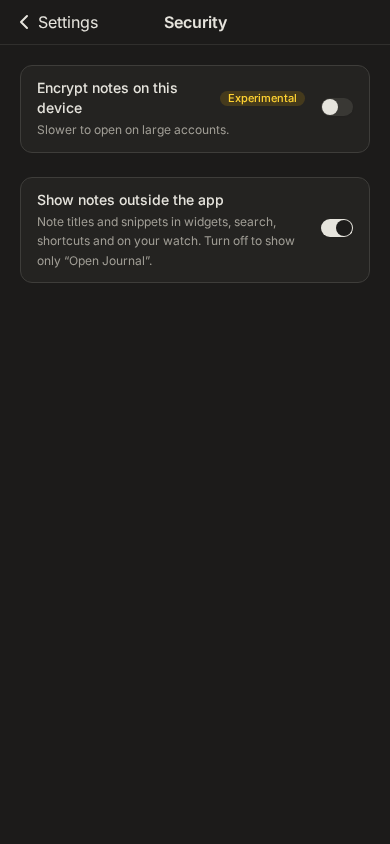 Settings
Security
Encrypt notes on this
device
Experimental
Slower to open on large accounts.
Show notes outside the app
Note titles and snippets in widgets, search,
shortcuts and on your watch. Turn off to show
only “Open Journal”.